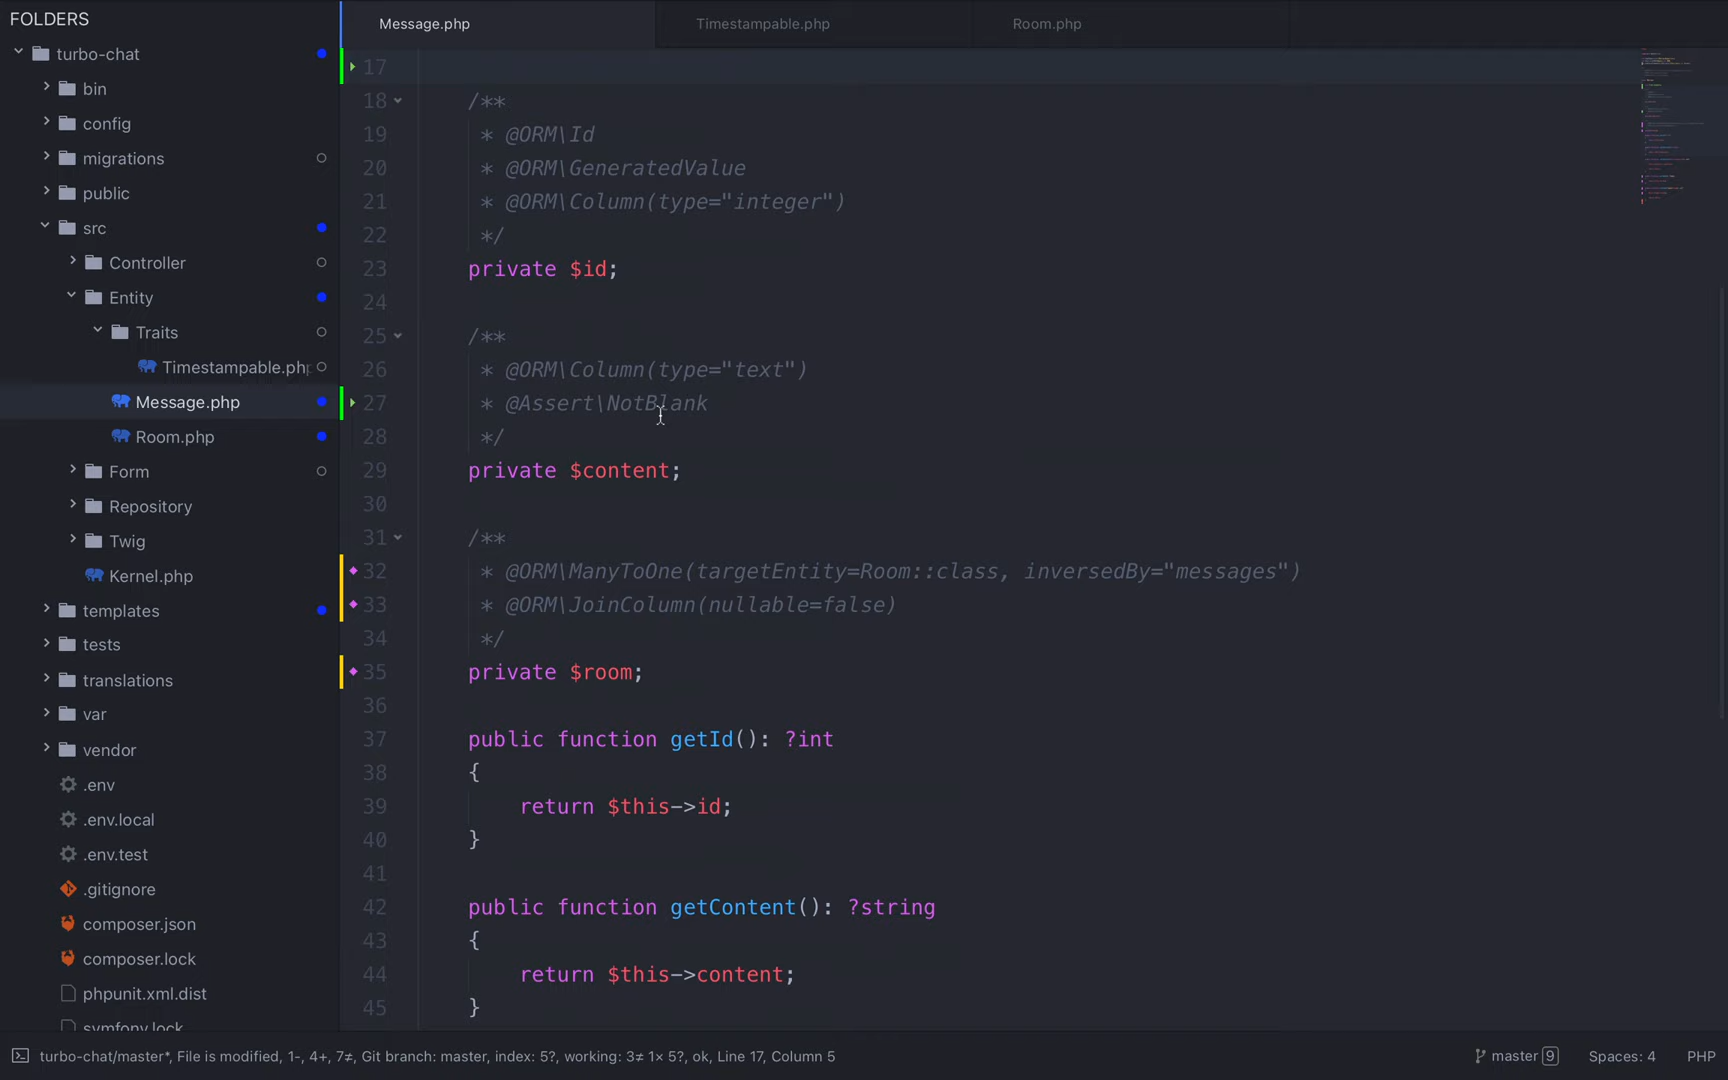 FOLDERS
turbo-chat
bin
config
migrations
public
src
Controller
Entity
Traits
Timestampable.php
Message.php
Room.php
Form
Repository
Twig
Kernel.php
templates
tests
translations
var
vendor
.env
.env.local
.env.test
.gitignore
composer.json
composer.lock
phpunit.xml.dist
symfony.lock
Message.php
Timestampable.php
Room.php
17
18 /**
19 * @ORM\Id
20 * @ORM\GeneratedValue
21 * @ORM\Column(type="integer")
22 */
23 private $id;
24
25 /**
26 * @ORM\Column(type="text")
27 * @Assert\NotBlank
28 */
29 private $content;
30
31 /**
32 * @ORM\ManyToOne(targetEntity=Room::class, inversedBy="messages")
33 * @ORM\JoinColumn(nullable=false)
34 */
35 private $room;
36
37 public function getId(): ?int
38 {
39 return $this->id;
40 }
41
42 public function getContent(): ?string
43 {
44 return $this->content;
45 }
turbo-chat/master*, File is modified, 1-, 4+, 7≠, Git branch: master, index: 5?, working: 3≠ 1× 5?, ok, Line 17, Column 5
master 9
Spaces: 4
PHP